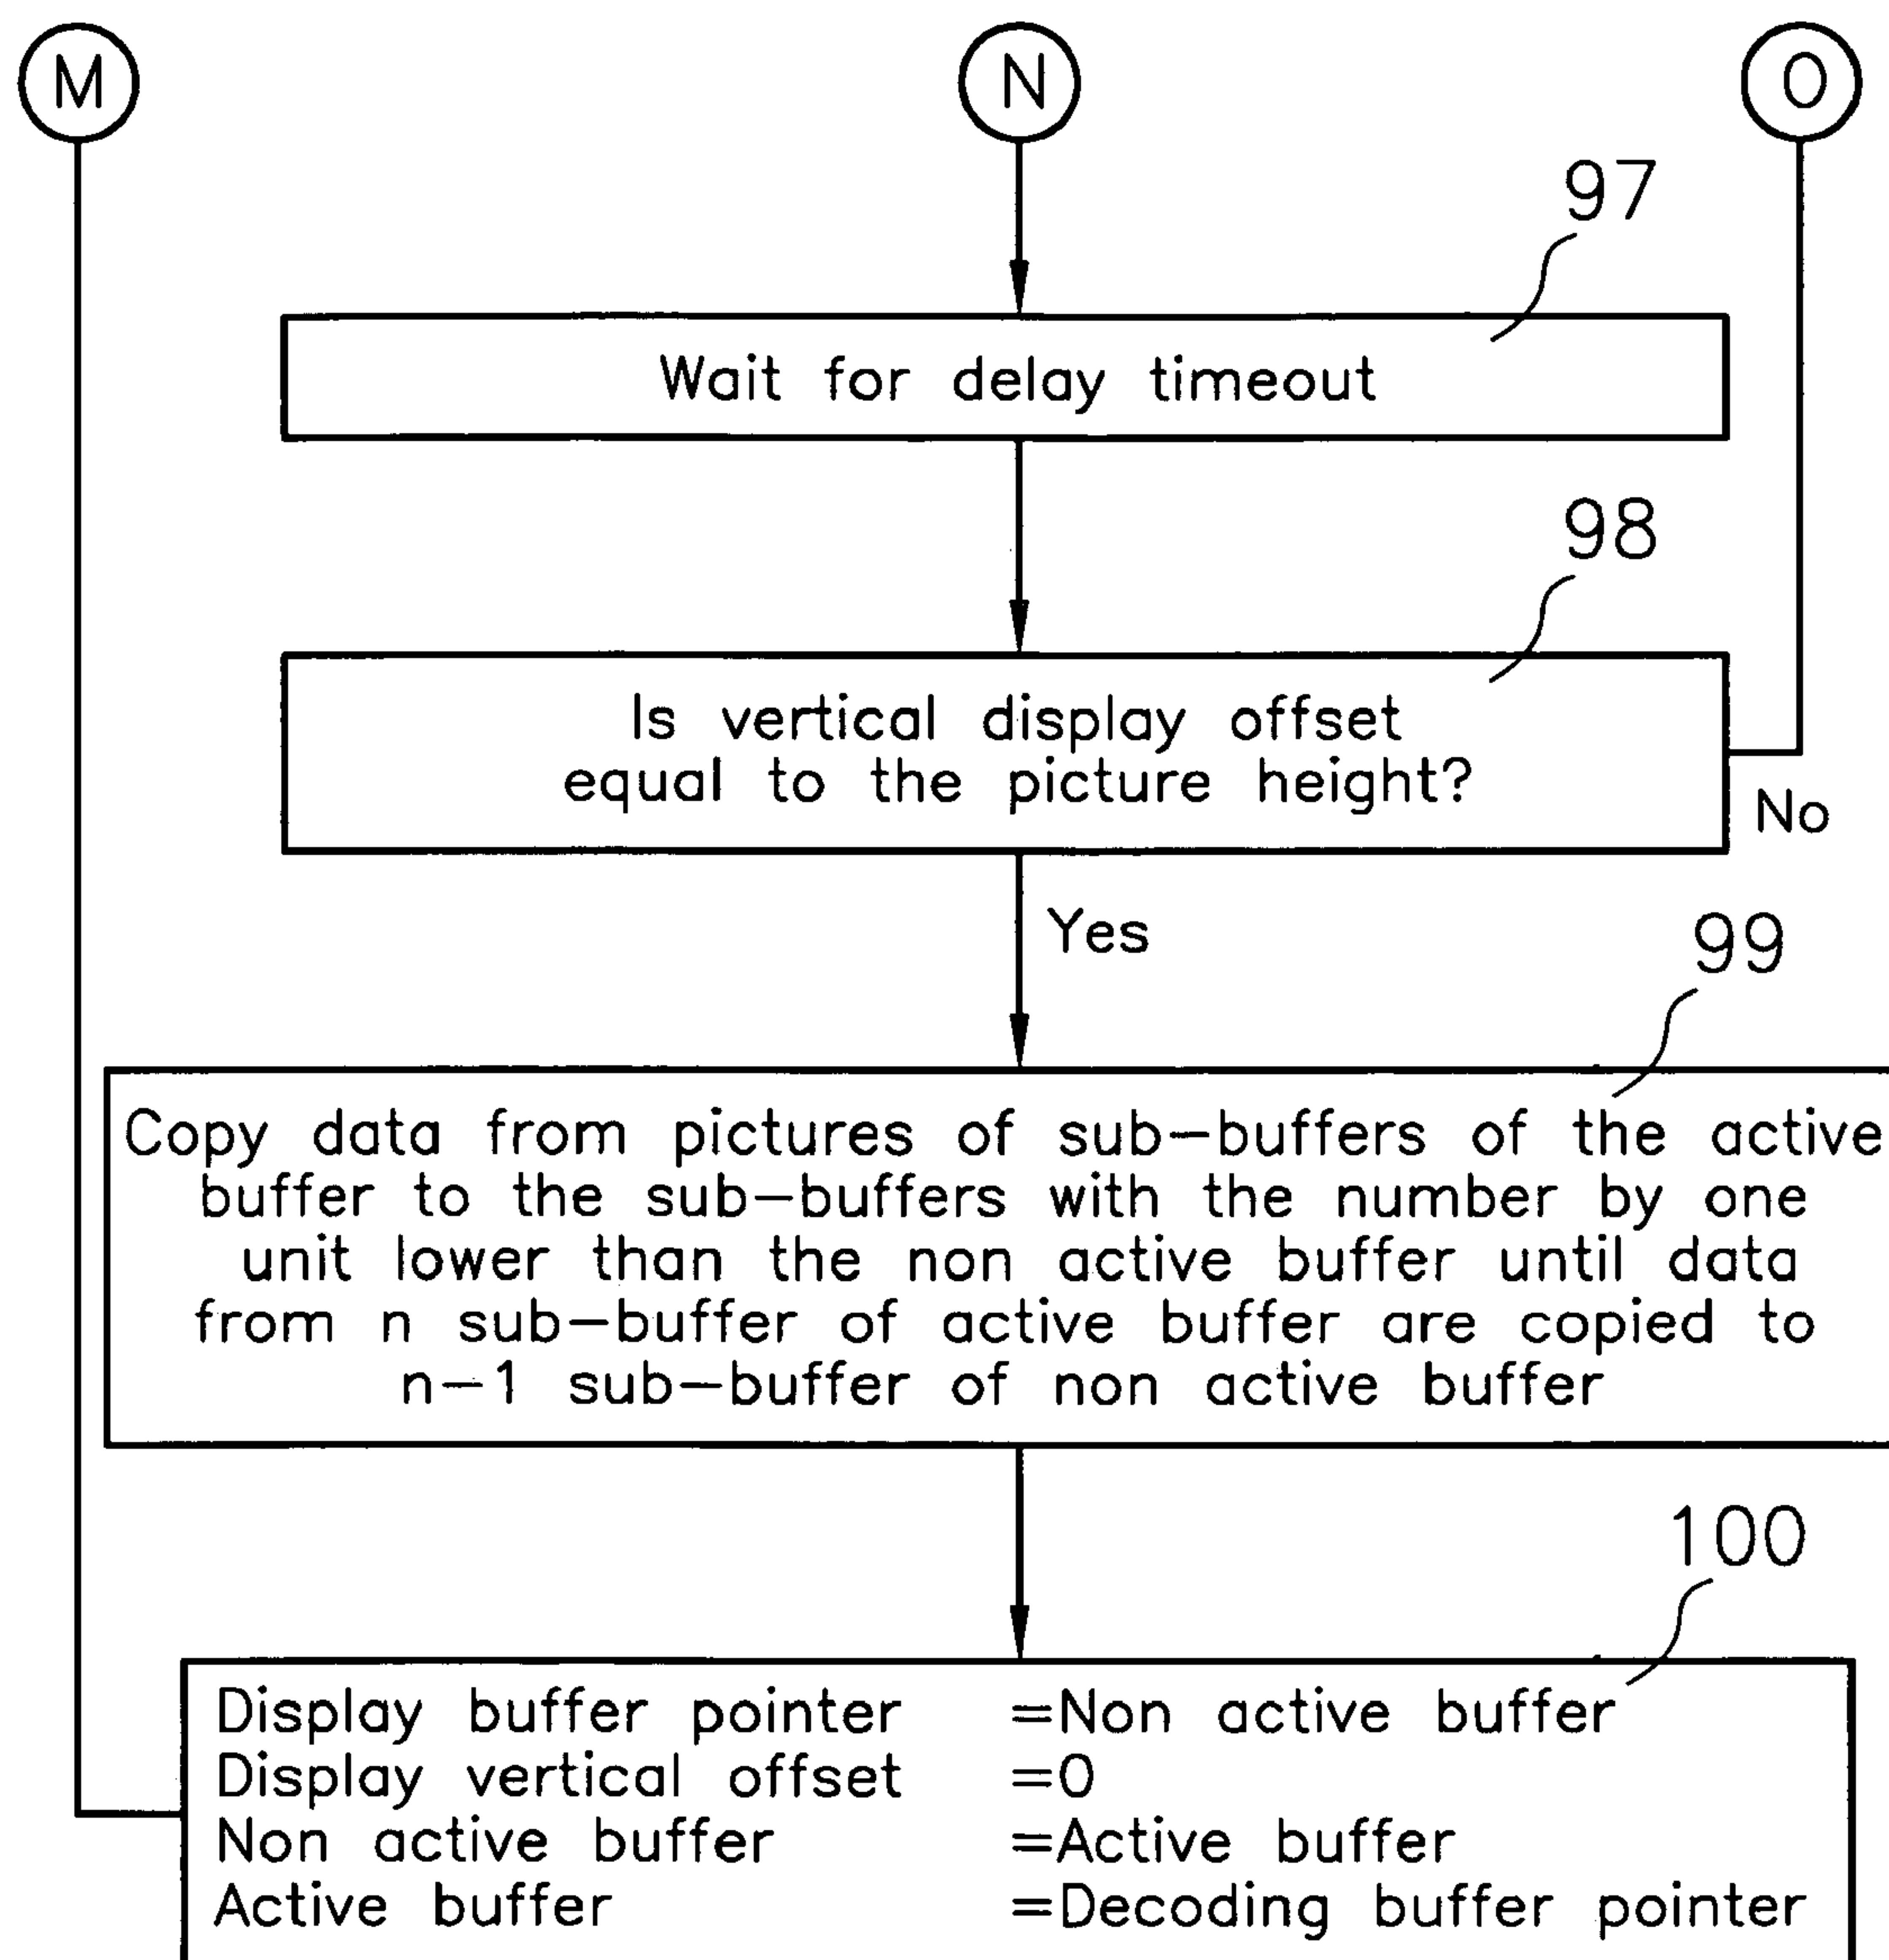 M
N
O
97
Wait for delay timeout
98
Is vertical display offset
equal to the picture height?
No
Yes
99
Copy data from pictures of sub-buffers of the active
buffer to the sub-buffers with the number by one
unit lower than the non active buffer until data
from n sub-buffer of active buffer are copied to
n-1 sub-buffer of non active buffer
100
Display buffer pointer =Non active buffer
Display vertical offset =0
Non active buffer =Active buffer
Active buffer =Decoding buffer pointer